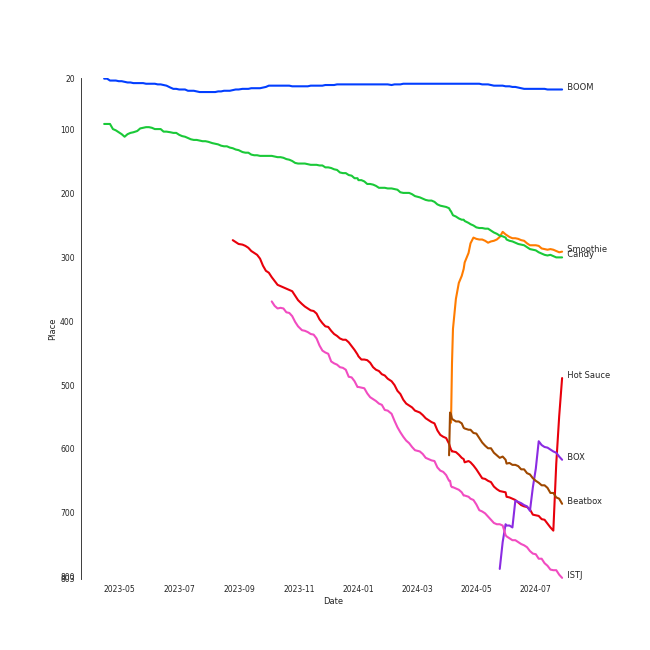 20
100
200
300
400
500
600
700
800
803
Place
2023-05
2023-07
2023-09
2023-11
2024-01
2024-03
2024-05
2024-07
Date
BOOM
Smoothie
Candy
Hot Sauce
BOX
Beatbox
ISTJ